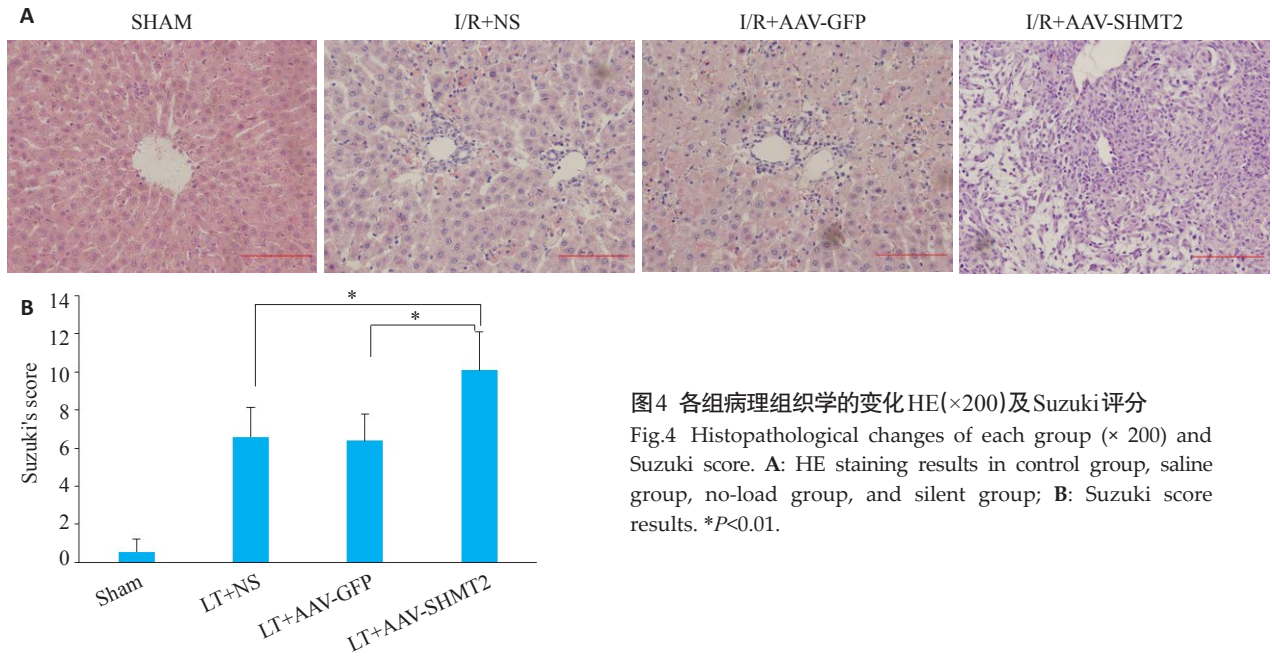 A
SHAM
I/R+NS
I/R+AAV-GFP
I/R+AAV-SHMT2
B
14
12
10
8
6
4
2
0
Suzuki's score
*
*
Sham
LT+NS
LT+AAV-GFP
LT+AAV-SHMT2
图4 各组病理组织学的变化HE(×200)及Suzuki评分
Fig.4 Histopathological changes of each group (× 200) and
Suzuki score. A: HE staining results in control group, saline
group, no-load group, and silent group; B: Suzuki score
results. *P<0.01.